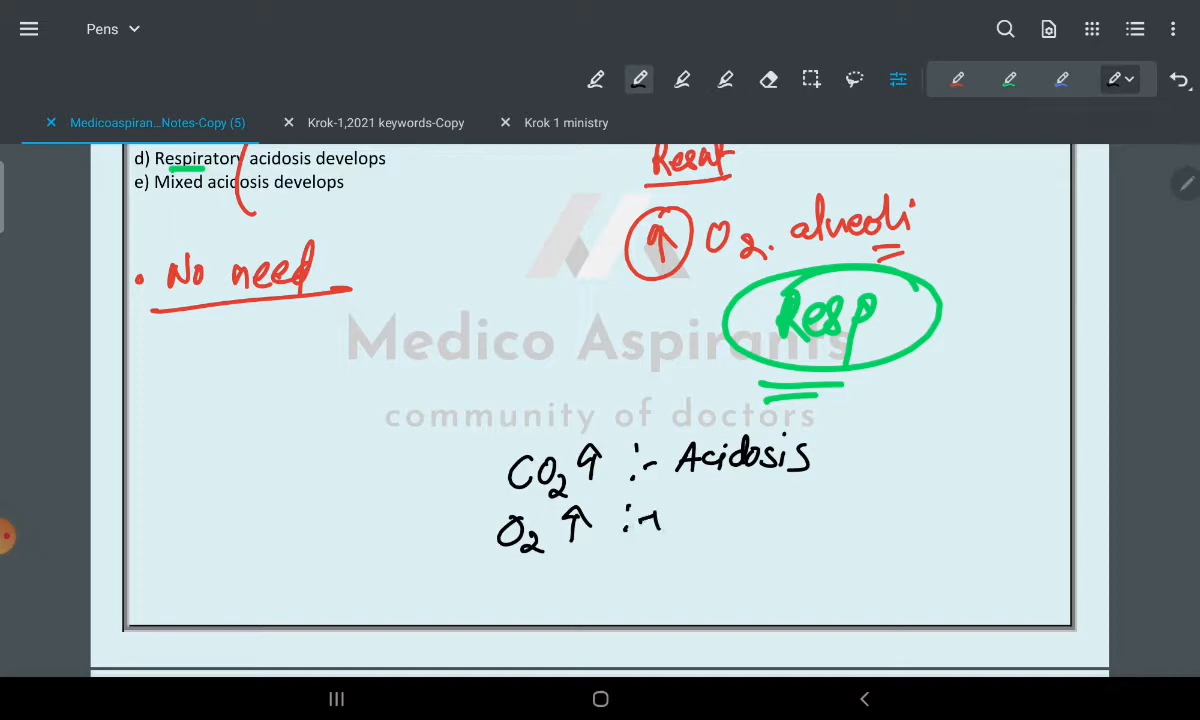 Pens
Medicoaspiran...Notes-Copy (5)
Krok-1,2021 keywords-Copy
Krok 1 ministry
d) Respiratory acidosis develops
e) Mixed acidosis develops
↑ O2. alveoli
. No need
Resp
Medico Aspirants
community of doctors
CO2↑ :- Acidosis
O2 ↑ :-